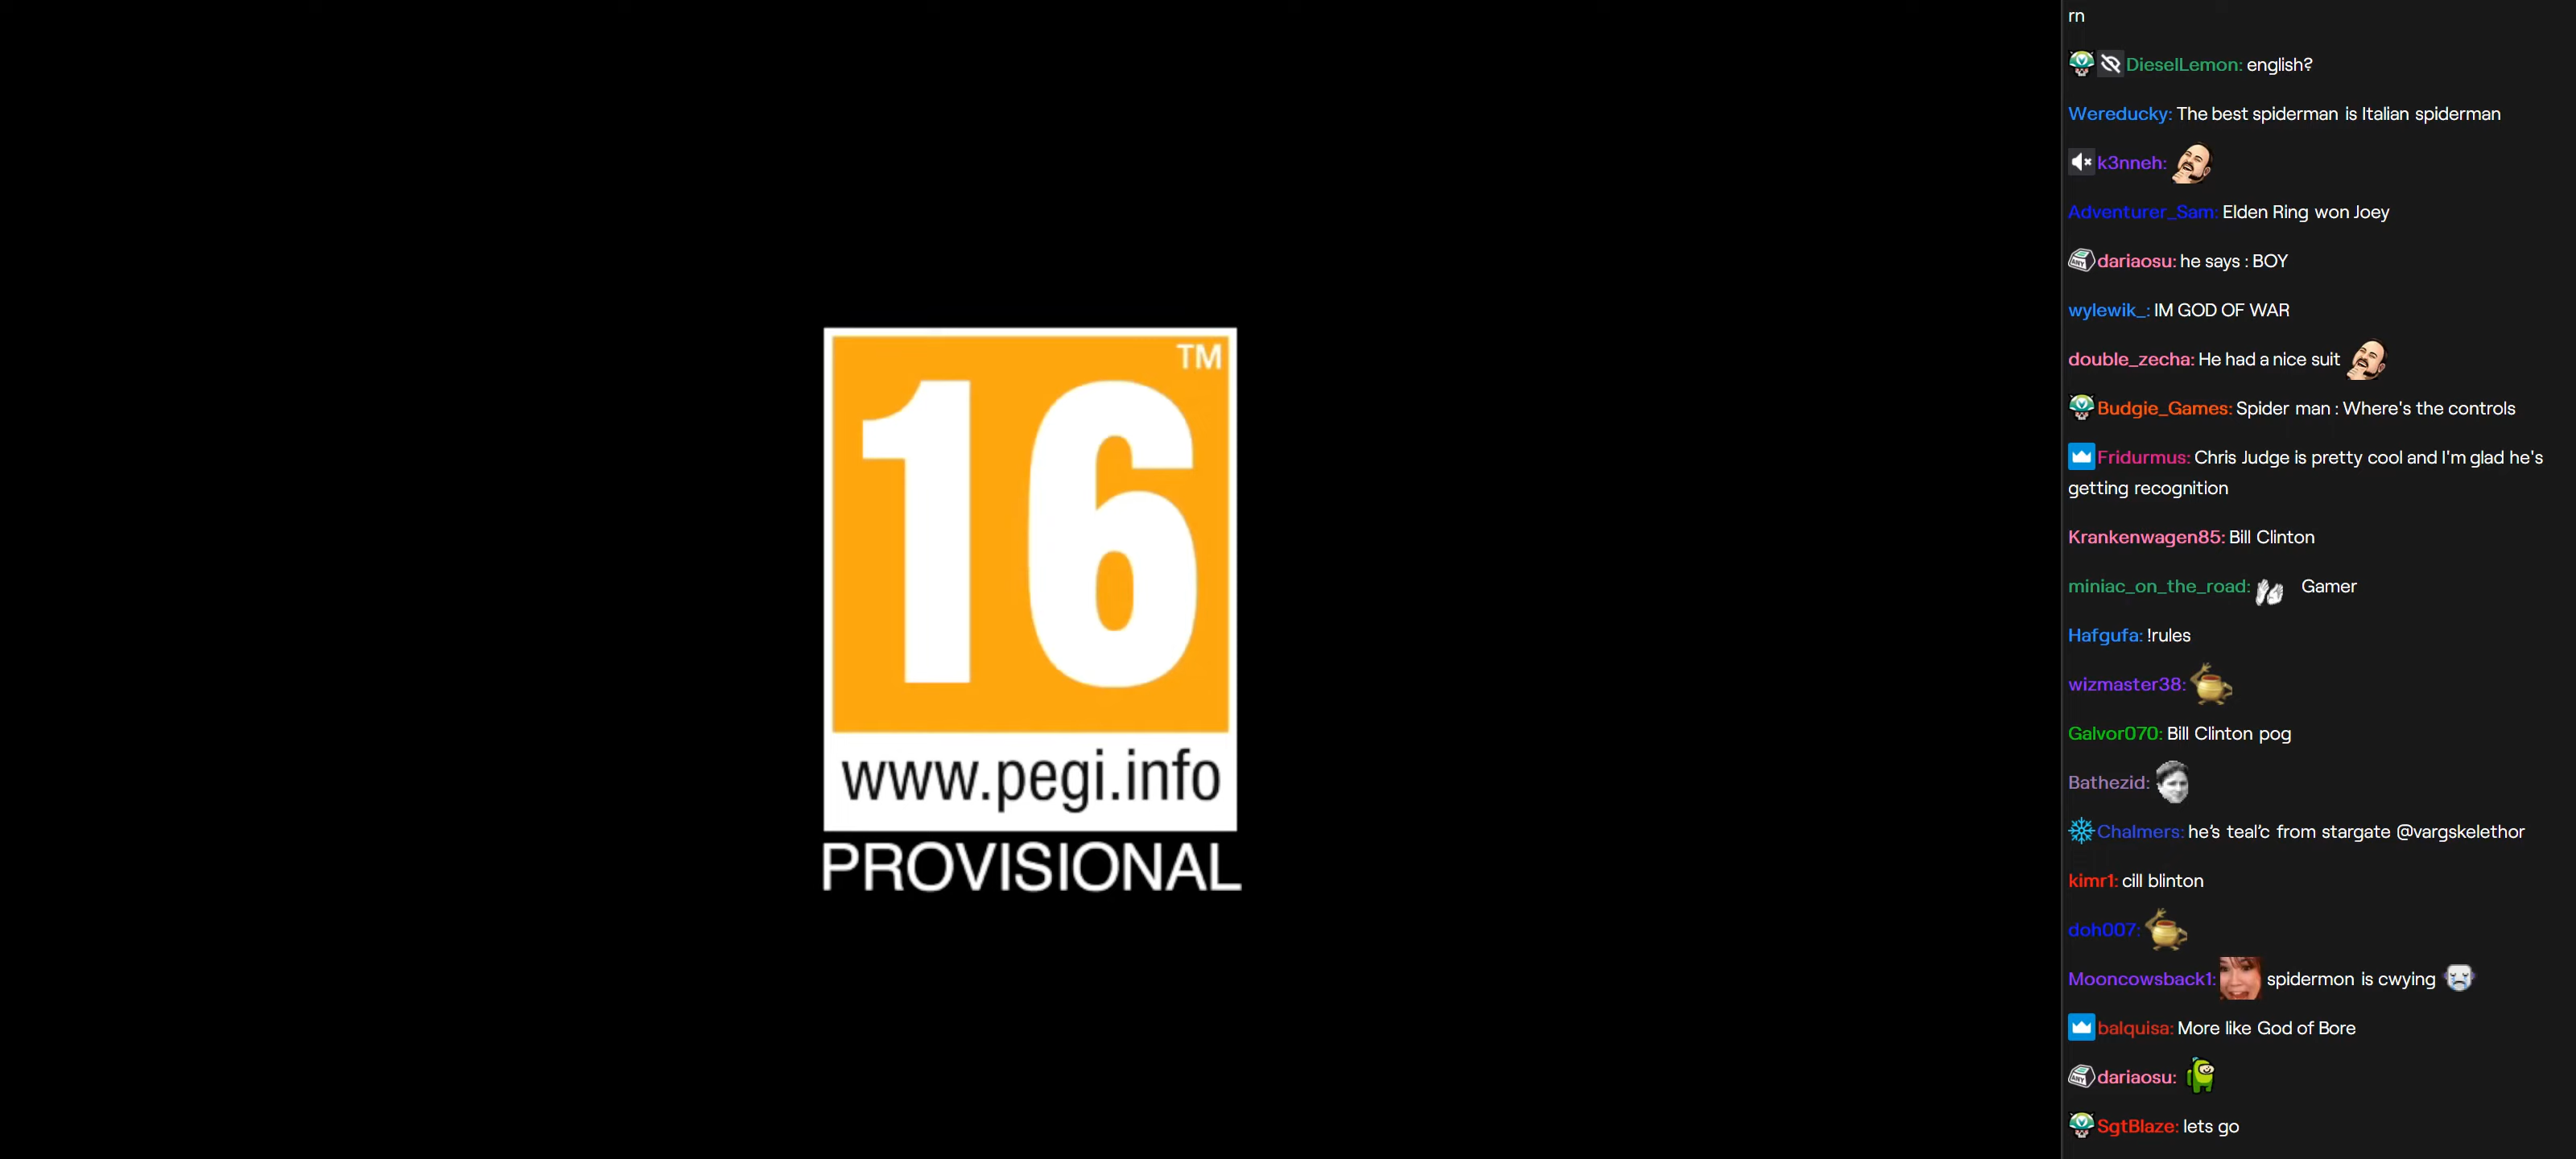 TM
16
www.pegi.info
PROVISIONAL
rn
DieselLemon: english?
Wereducky: The best spiderman is Italian spiderman
k3nneh:
Adventurer_Sam: Elden Ring won Joey
dariaosu: he says : BOY
wylewik_: IM GOD OF WAR
double_zecha: He had a nice suit
Budgie_Games: Spider man : Where's the controls
Fridurmus: Chris Judge is pretty cool and I'm glad he's
getting recognition
Krankenwagen85: Bill Clinton
miniac_on_the_road: Gamer
Hafgufa: !rules
wizmaster38:
Galvor070: Bill Clinton pog
Bathezid:
Chalmers: he’s teal’c from stargate @vargskelethor
kimr1: cill blinton
doh007:
Mooncowsback1: spidermon is cwying
balquisa: More like God of Bore
dariaosu:
SgtBlaze: lets go